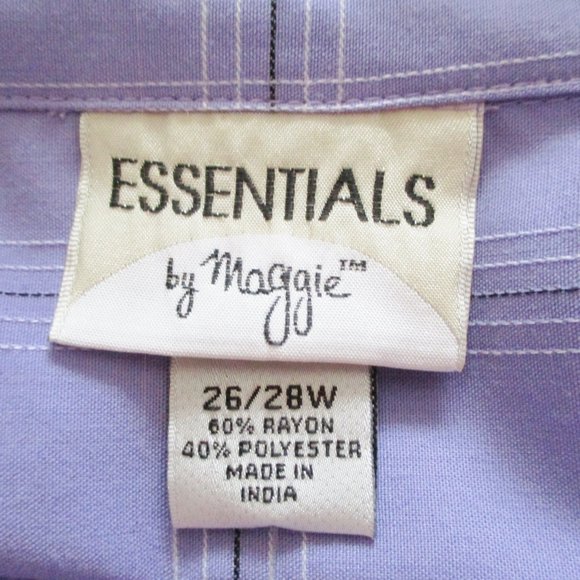 ESSENTIALS
by Maggie™
26/28W
60% RAYON
40% POLYESTER
MADE IN
INDIA